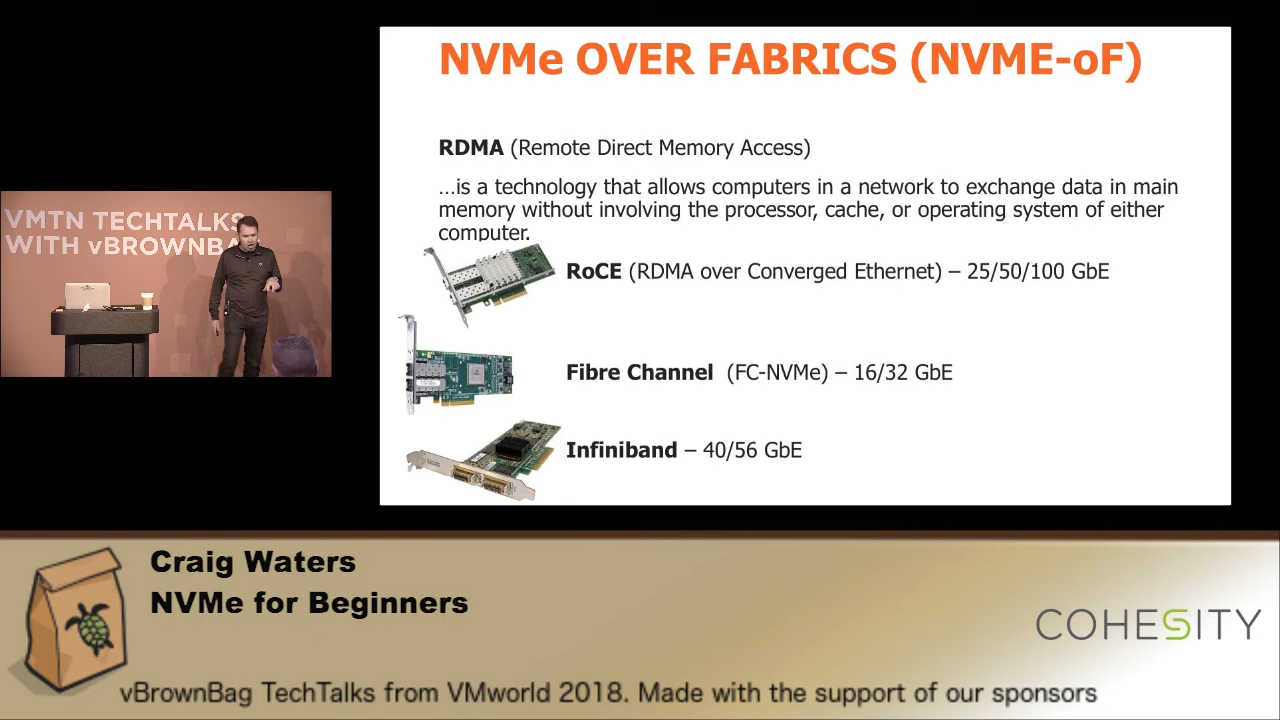 NVMe OVER FABRICS (NVME-oF)
RDMA (Remote Direct Memory Access)
...is a technology that allows computers in a network to exchange data in main
memory without involving the processor, cache, or operating system of either
computer.
RoCE (RDMA over Converged Ethernet) – 25/50/100 GbE
Fibre Channel (FC-NVMe) – 16/32 GbE
Infiniband – 40/56 GbE
VMTN TECHTALKS
WITH vBROWNBA
Craig Waters
NVMe for Beginners
COHESITY
vBrownBag TechTalks from VMworld 2018. Made with the support of our sponsors